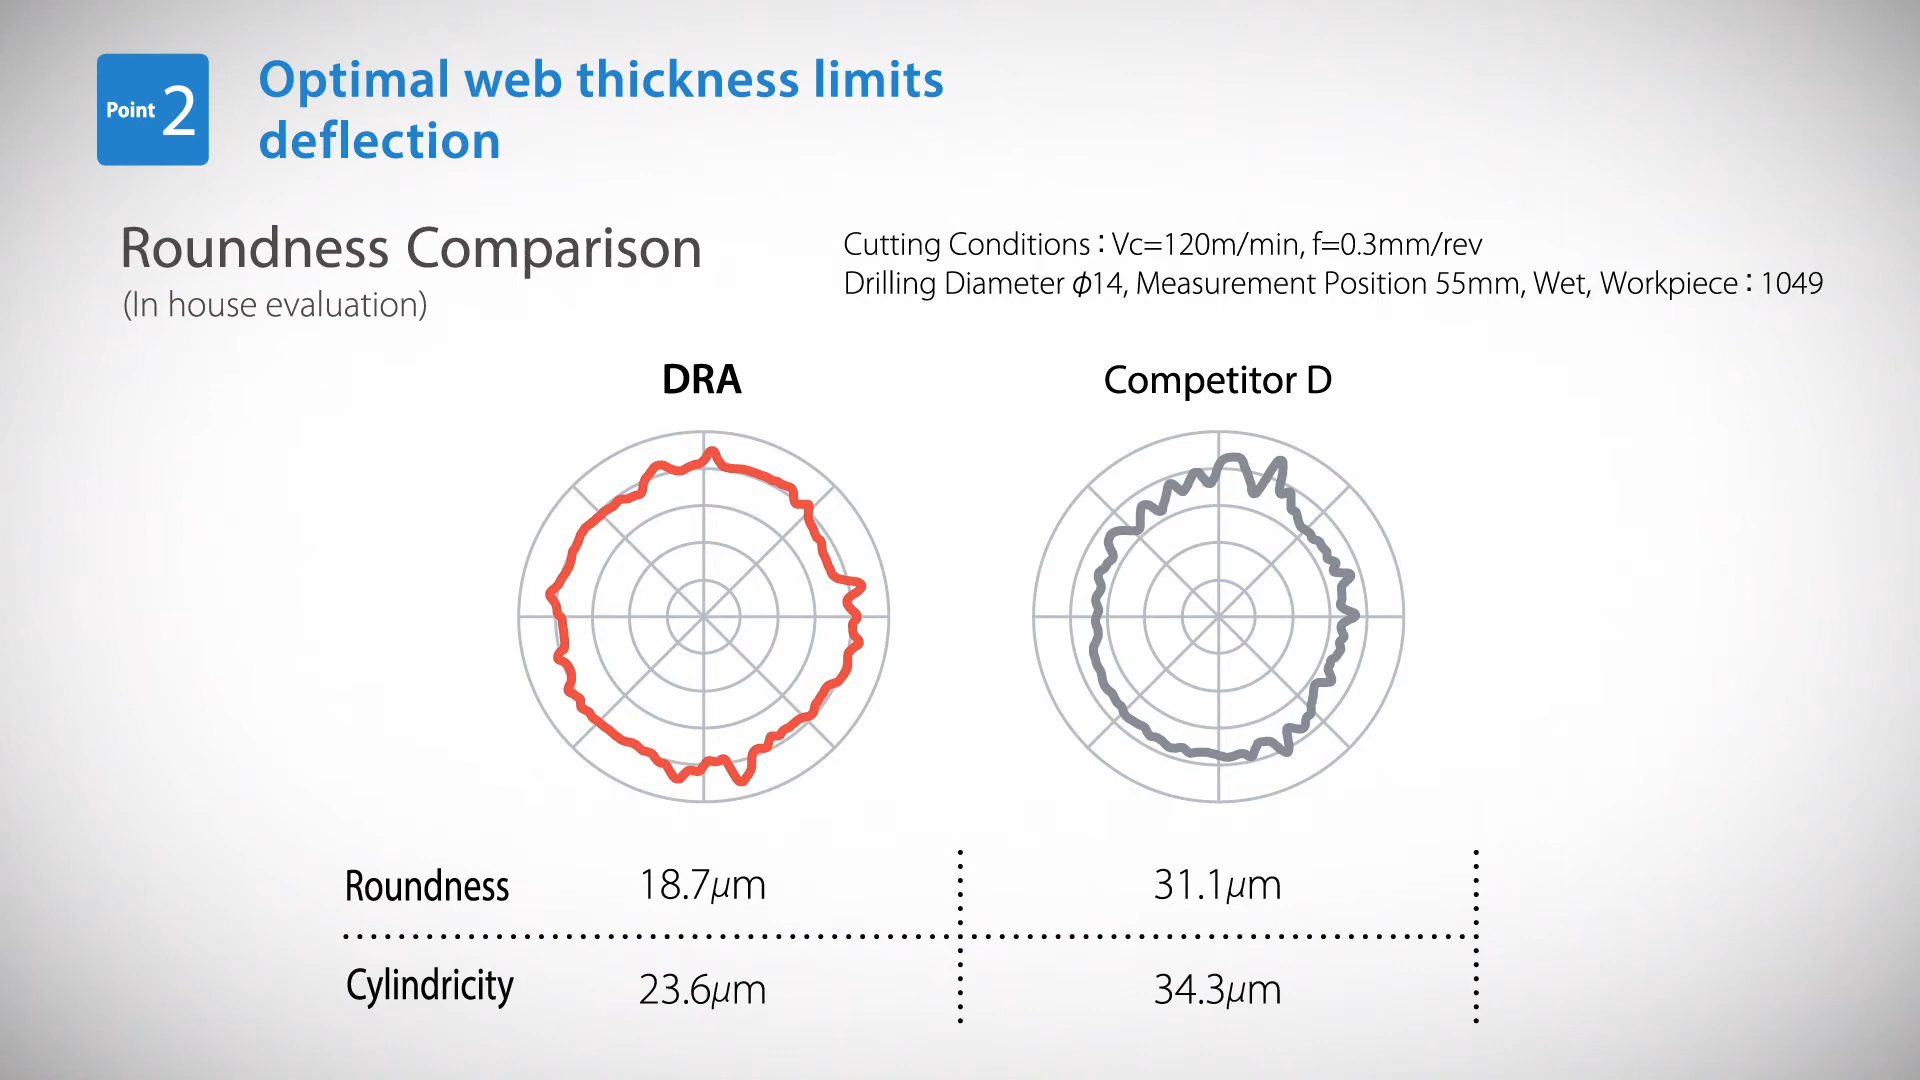 Point 2
Optimal web thickness limits
deflection
Roundness Comparison
(In house evaluation)
Cutting Conditions : Vc=120m/min, f=0.3mm/rev
Drilling Diameter ϕ14, Measurement Position 55mm, Wet, Workpiece : 1049
DRA
Competitor D
Roundness 18.7μm 31.1μm
Cylindricity 23.6μm 34.3μm